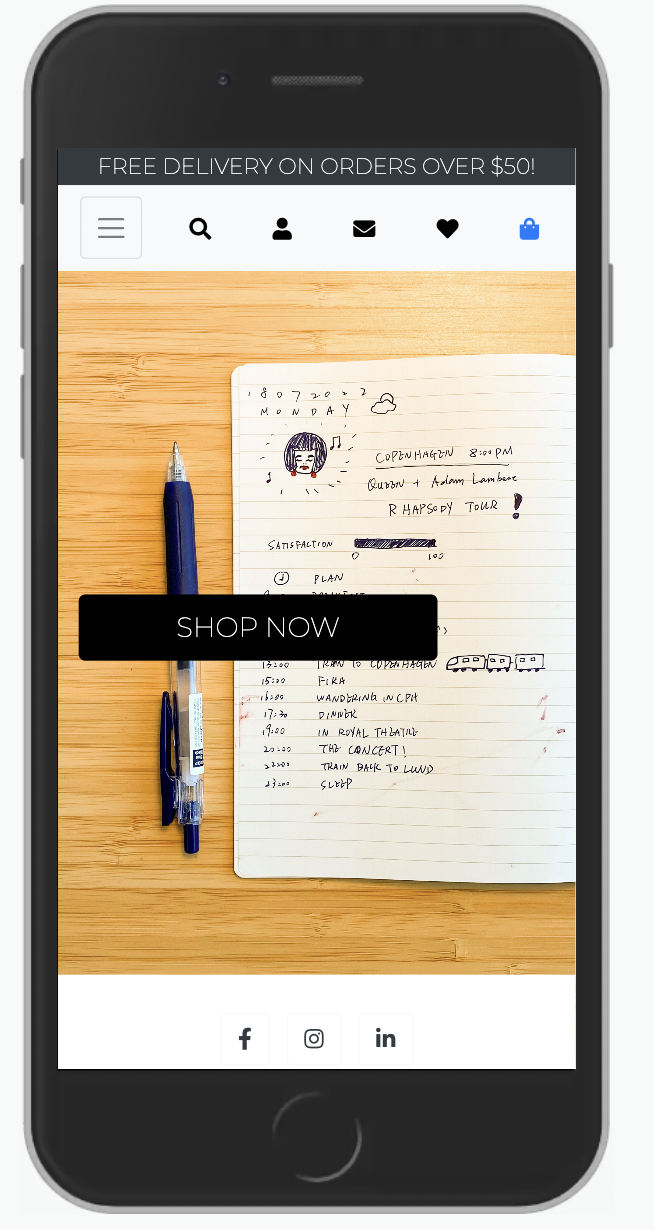 FREE DELIVERY ON ORDERS OVER $50!
18072022
MONDAY
COPENHAGEN 8:00PM
QUEEN + Adam Lambert
RHAPSODY TOUR !
SATISFACTION
0 100
PLAN
SHOP NOW
13:00 TRAIN TO COPENHAGEN
15:00 FIKA
16:00 WANDERING IN CPH
17:30 DINNER
19:00 IN ROYAL THEATRE
20:00 THE CONCERT!
22:00 TRAIN BACK TO LUND
23:00 SLEEP